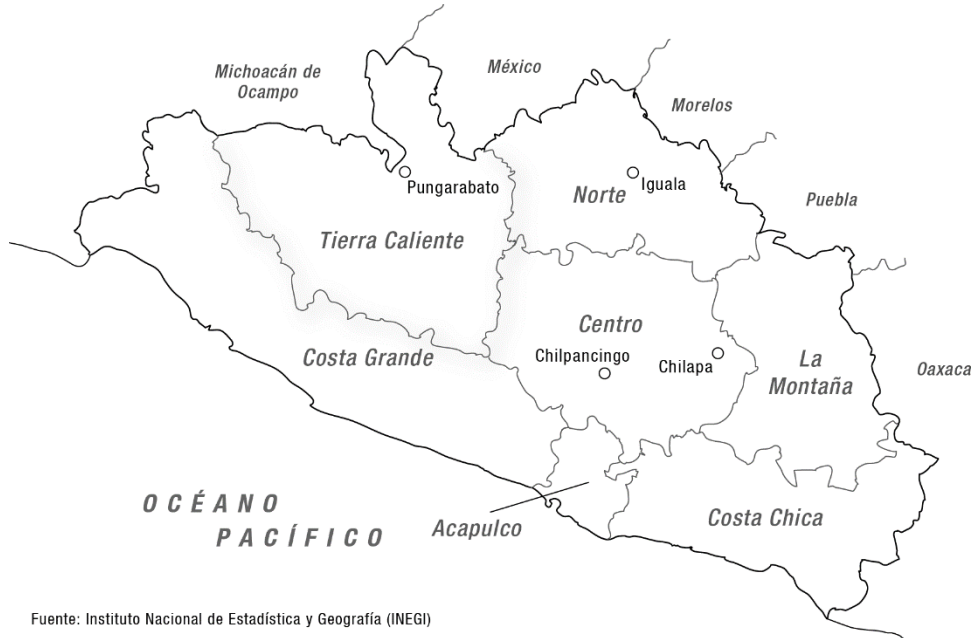 México
Michoacán de
Ocampo
Morelos
Pungarabato
Norte
Iguala
Puebla
Tierra Caliente
Centro
Costa Grande
Chilpancingo
Chilapa
La
Montaña
Oaxaca
OCÉANO
PACÍFICO
Acapulco
Costa Chica
Fuente: Instituto Nacional de Estadística y Geografía (INEGI)